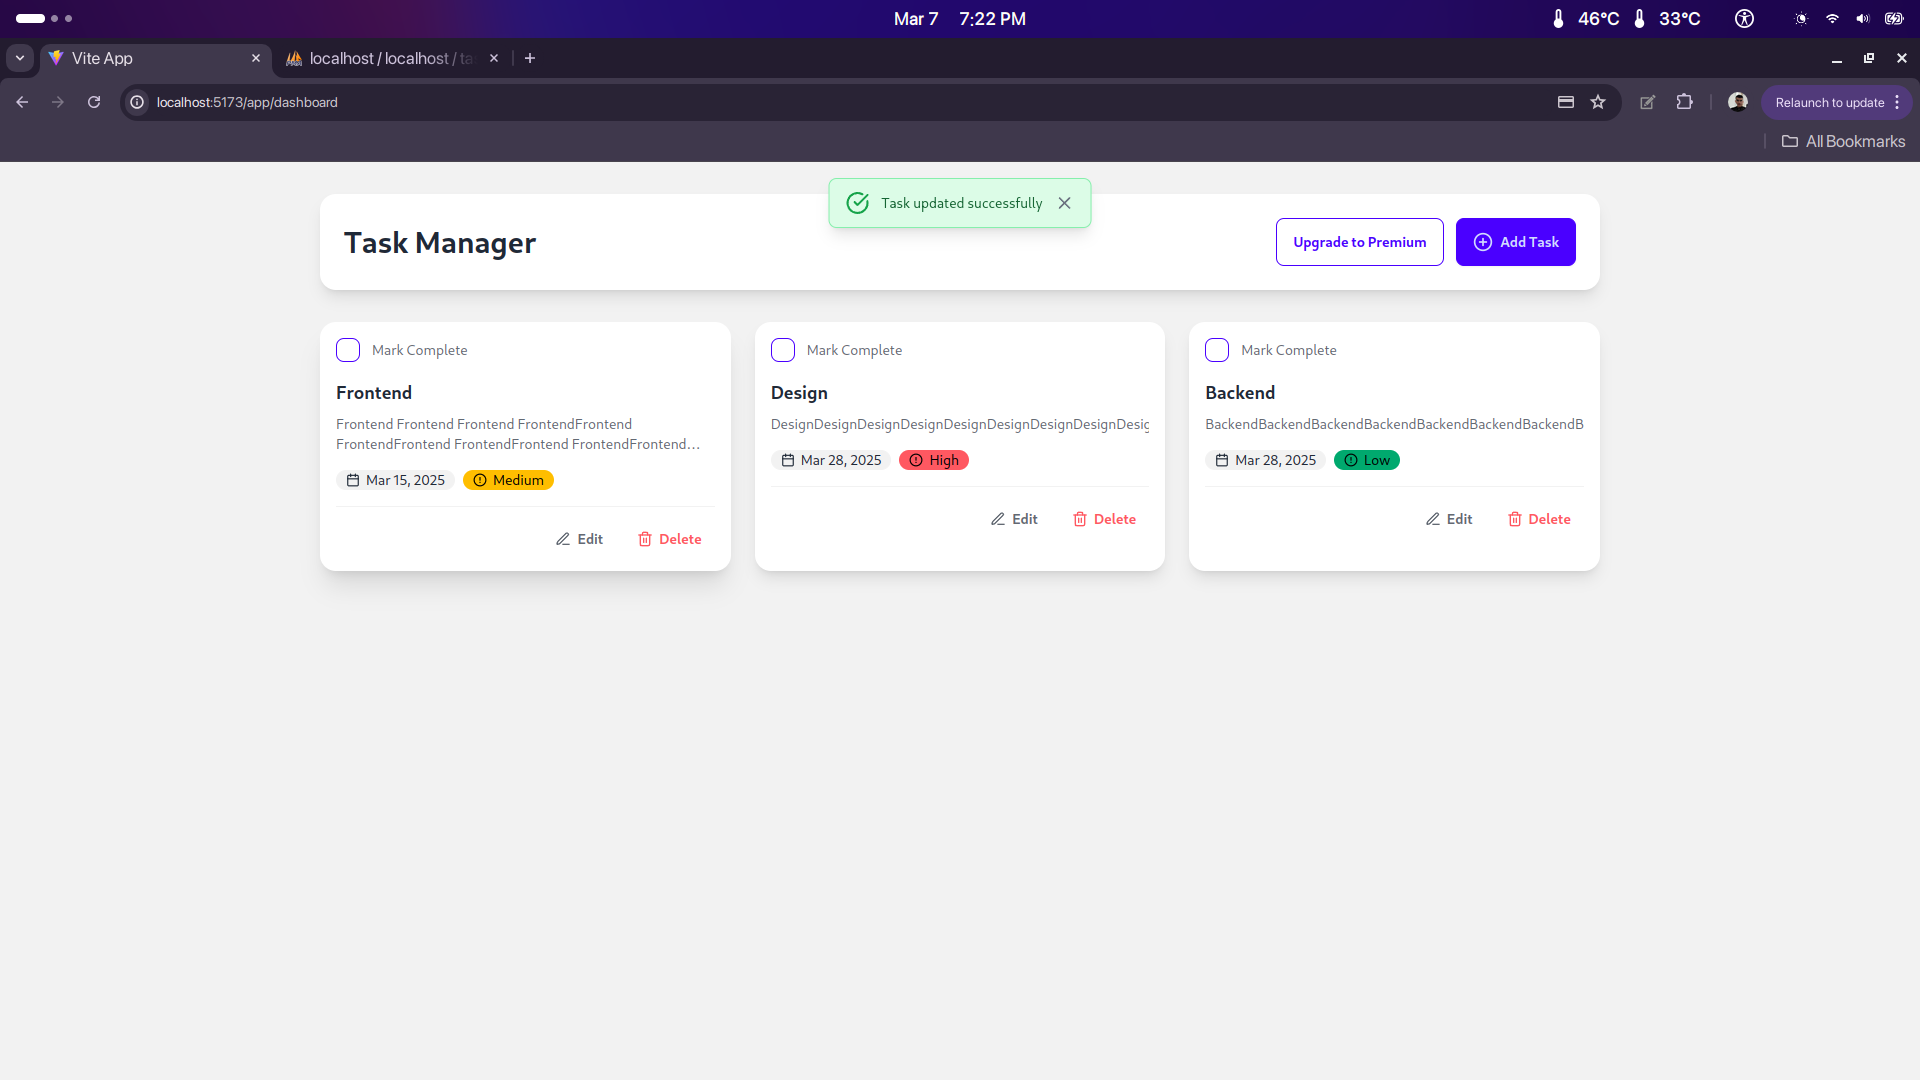 Mar 7 7:22 PM 46°C 33°C
Vite App
localhost / localhost / ta
localhost:5173/app/dashboard
Relaunch to update
All Bookmarks
Task updated successfully
Task Manager
Upgrade to Premium
Add Task
Mark Complete
Frontend
Frontend Frontend Frontend FrontendFrontend
FrontendFrontend FrontendFrontend FrontendFrontend...
Mar 15, 2025
Medium
Edit
Delete
Mark Complete
Design
DesignDesignDesignDesignDesignDesignDesignDesignDesig
Mar 28, 2025
High
Edit
Delete
Mark Complete
Backend
BackendBackendBackendBackendBackendBackendBackendB
Mar 28, 2025
Low
Edit
Delete